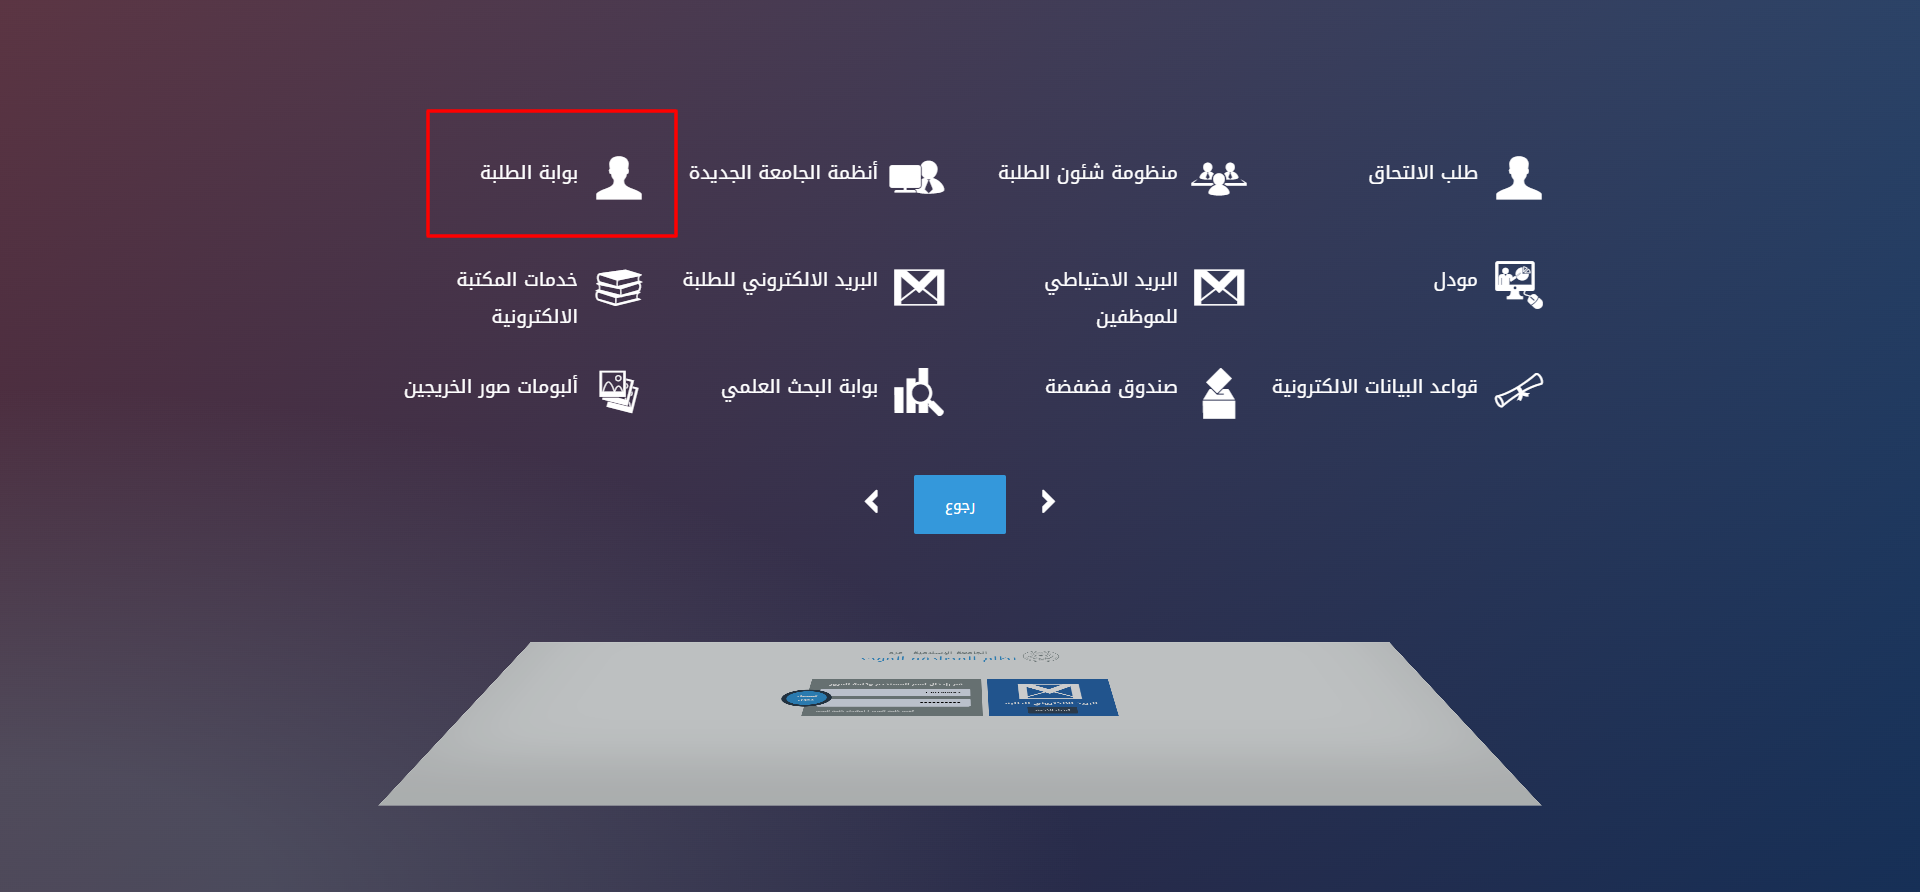 طلب الالتحاق
منظومة شئون الطلبة
أنظمة الجامعة الجديدة
بوابة الطلبة
مودل
البريد الاحتياطي
للموظفين
البريد الالكتروني للطلبة
خدمات المكتبة
الالكترونية
قواعد البيانات الالكترونية
صندوق فضفضة
بوابة البحث العلمي
ألبومات صور الخريجين
رجوع